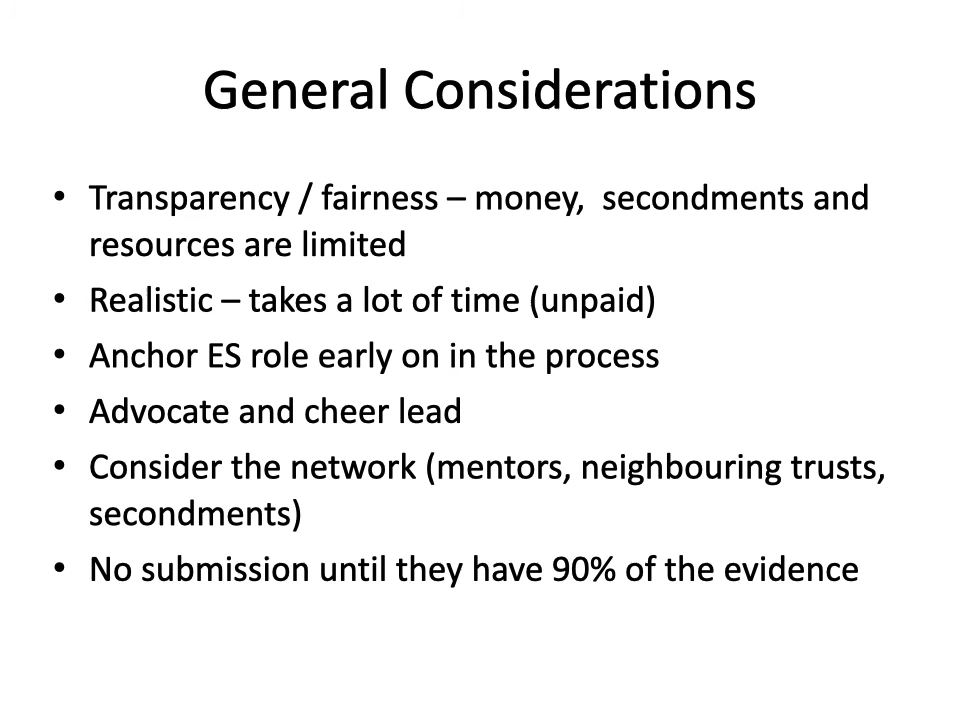 General Considerations
• Transparency / fairness – money,  secondments and
resources are limited
• Realistic – takes a lot of time (unpaid)
• Anchor ES role early on in the process
• Advocate and cheer lead
• Consider the network (mentors, neighbouring trusts,
secondments)
• No submission until they have 90% of the evidence